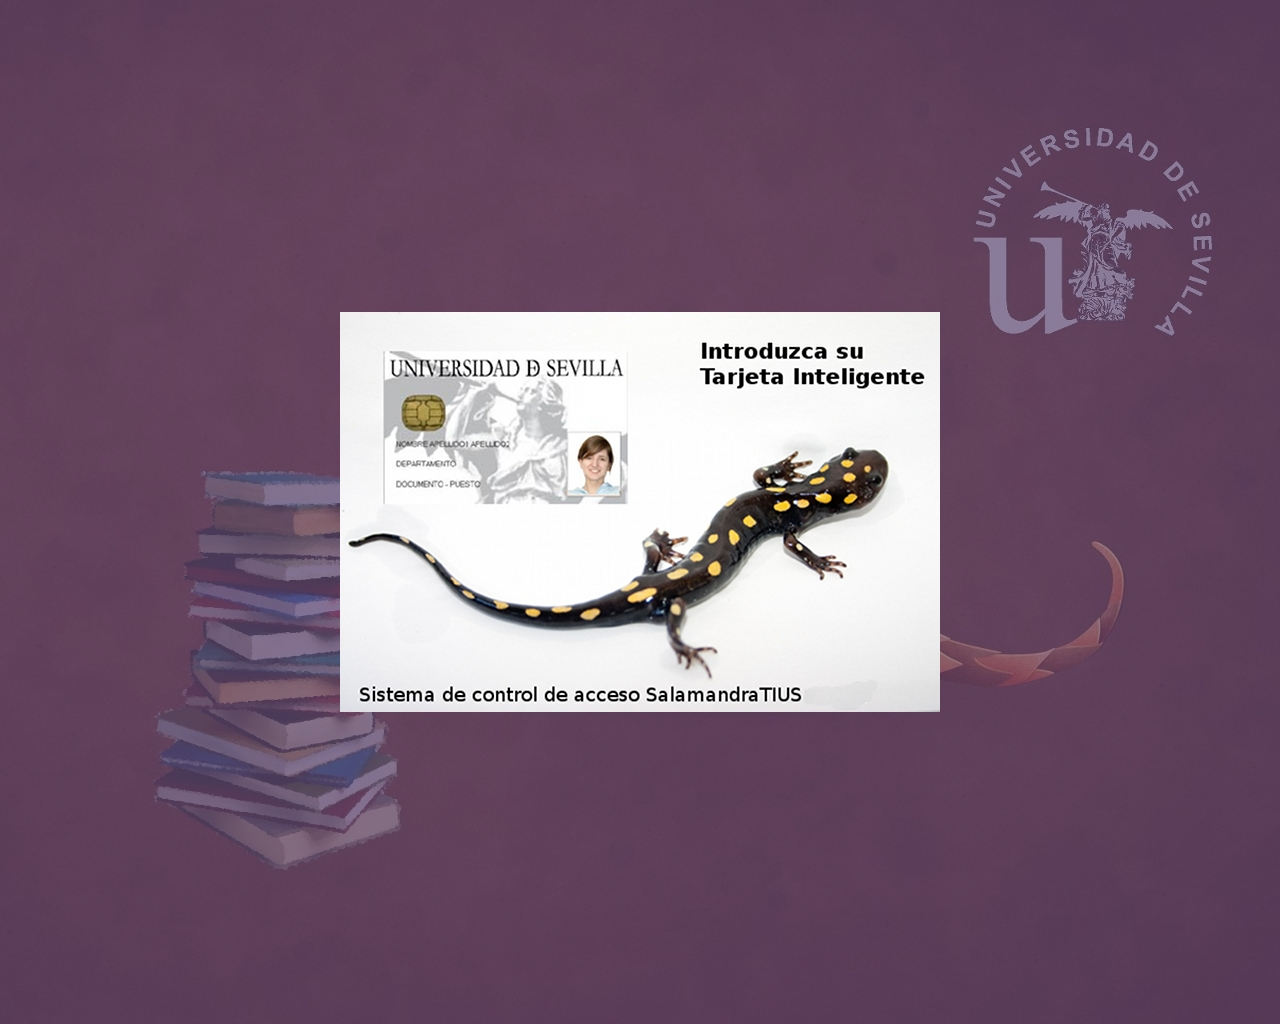 UNIVERSIDAD DE SEVILLA
u
Introduzca su
Tarjeta Inteligente
UNIVERSIDAD Đ SEVILLA
NOMBRE APELLIDO1 APELLIDO2
DEPARTAMENTO
DOCUMENTO - PUESTO
Sistema de control de acceso SalamandraTIUS